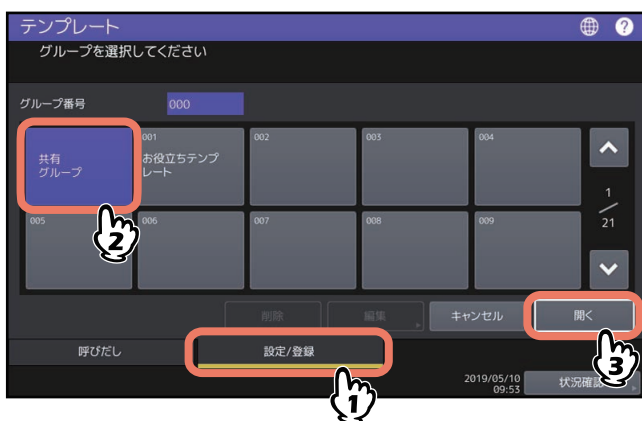 テンプレート
?
グループを選択してください
グループ番号 000
共有
グループ
001
お役立ちテンプ
レート
002
003
004
1
21
005
2
006
007
008
009
削除
編集
キャンセル
開く
3
呼びだし
設定/登録
1
2019/05/10
09:53
状況確認